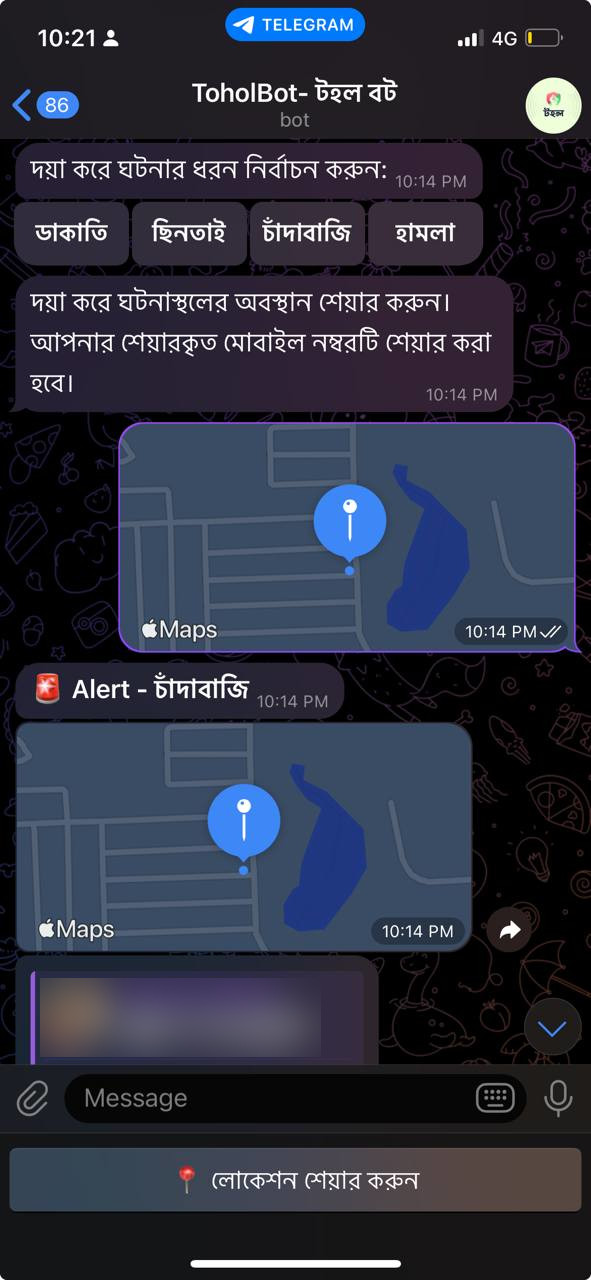 10:21
TELEGRAM
4G
86
ToholBot- টহল বট
bot
টহল
দয়া করে ঘটনার ধরন নির্বাচন করুন:
10:14 PM
ডাকাতি ছিনতাই চাঁদাবাজি হামলা
দয়া করে ঘটনাস্থলের অবস্থান শেয়ার করুন।
আপনার শেয়ারকৃত মোবাইল নম্বরটি শেয়ার করা
হবে।
10:14 PM
Maps
10:14 PM
Alert - চাঁদাবাজি
10:14 PM
Maps
10:14 PM
Message
লোকেশন শেয়ার করুন